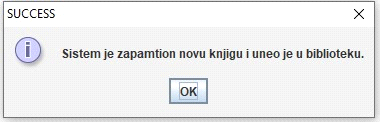 SUCCESS
Sistem je zapamtion novu knjigu i uneo je u biblioteku.
OK